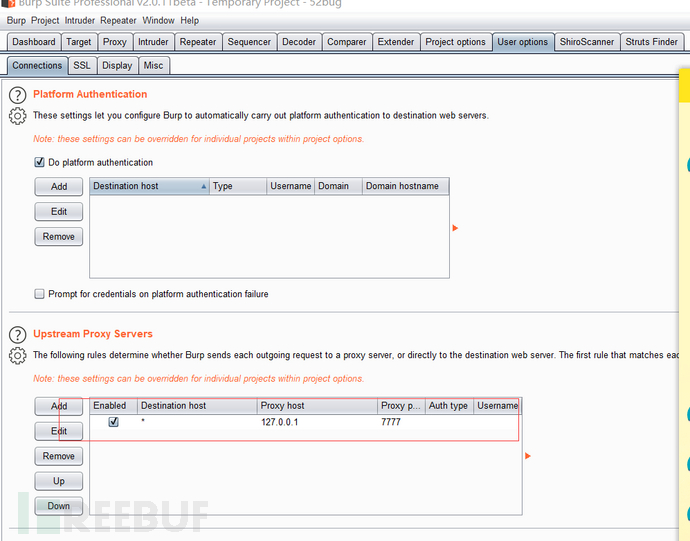 Burp Suite Professional v2.0.11beta - Temporary Project - 52bug
Burp Project Intruder Repeater Window Help
Dashboard Target Proxy Intruder Repeater Sequencer Decoder Comparer Extender Project options User options ShiroScanner Struts Finder
Connections SSL Display Misc
? Platform Authentication
These settings let you configure Burp to automatically carry out platform authentication to destination web servers.
Note: these settings can be overridden for individual projects within project options.
Do platform authentication
Add Destination host Type Username Domain Domain hostname
Edit
Remove
Prompt for credentials on platform authentication failure
? Upstream Proxy Servers
The following rules determine whether Burp sends each outgoing request to a proxy server, or directly to the destination web server. The first rule that matches eac
Note: these settings can be overridden for individual projects within project options.
Add Enabled Destination host Proxy host Proxy p... Auth type Username
Edit * 127.0.0.1 7777
Remove
Up
Down
REEBUF